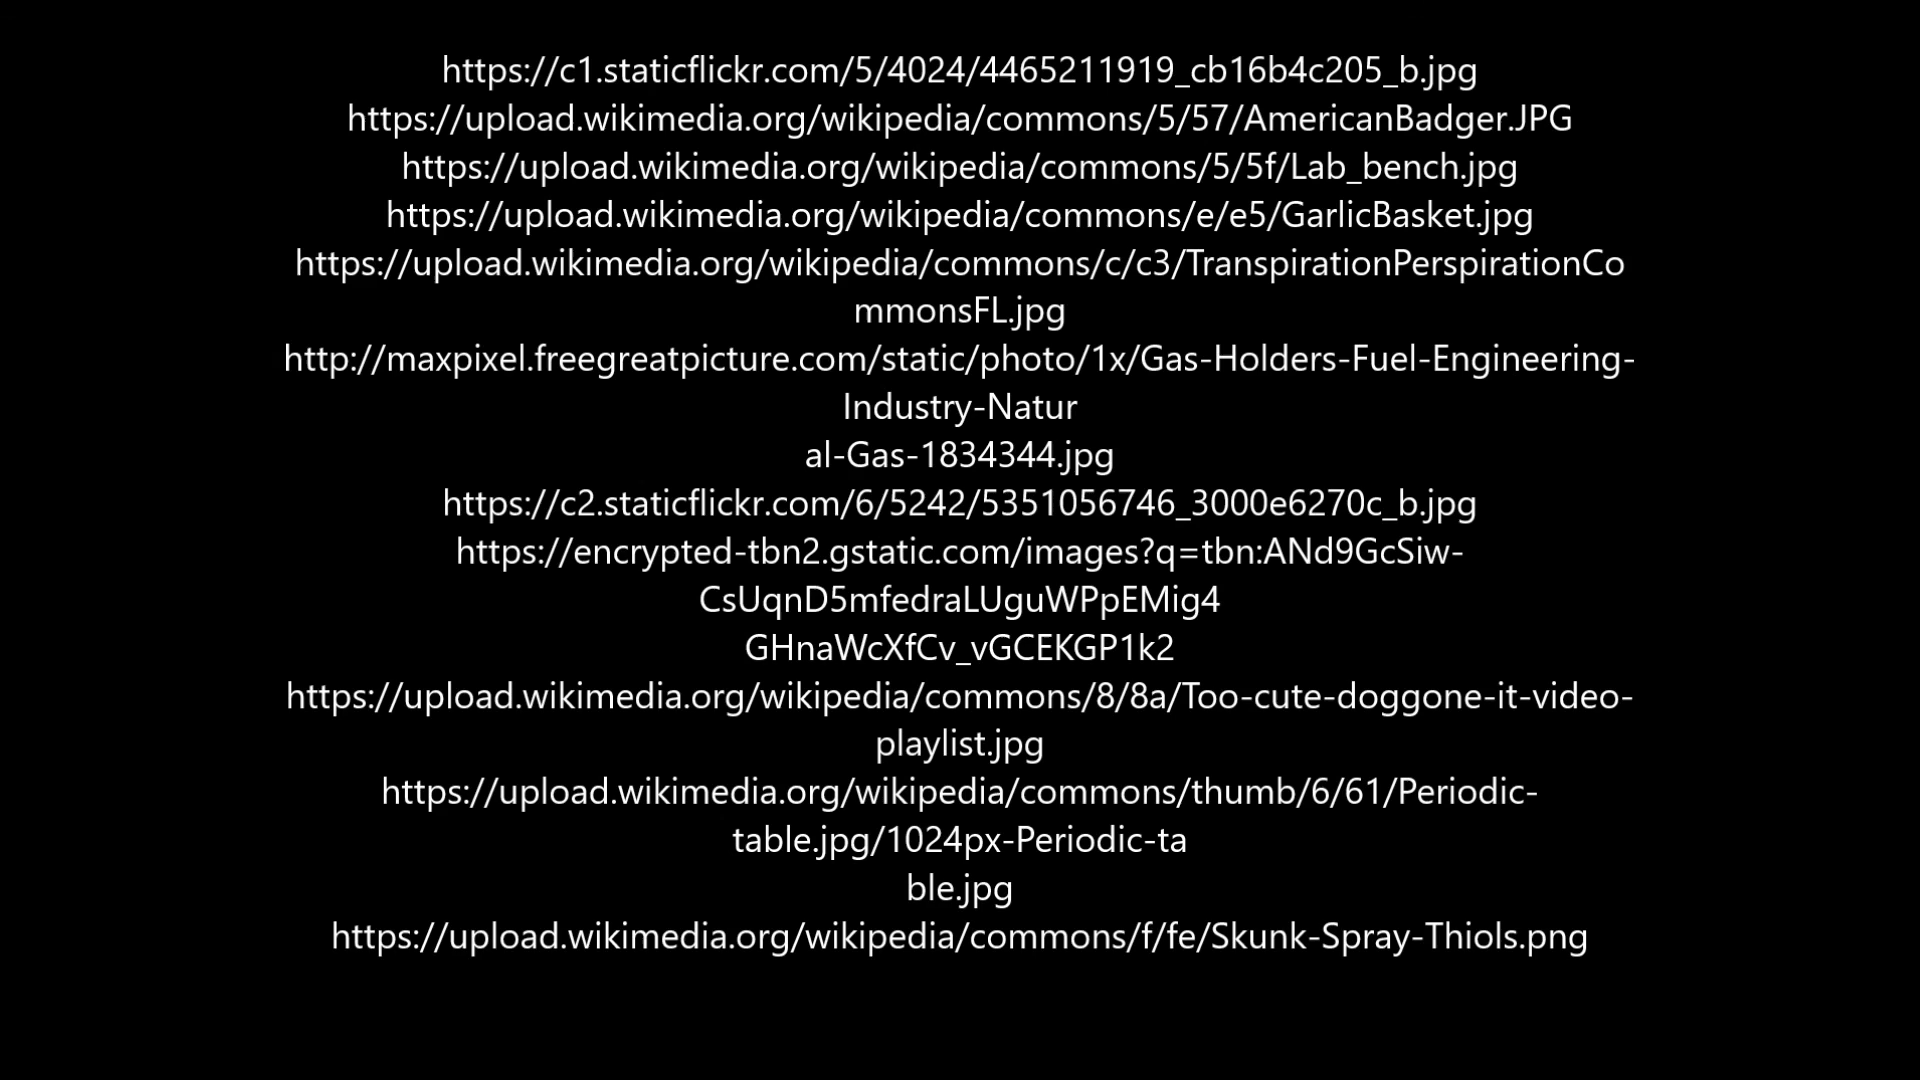 https://c1.staticflickr.com/5/4024/4465211919_cb16b4c205_b.jpg
https://upload.wikimedia.org/wikipedia/commons/5/57/AmericanBadger.JPG
https://upload.wikimedia.org/wikipedia/commons/5/5f/Lab_bench.jpg
https://upload.wikimedia.org/wikipedia/commons/e/e5/GarlicBasket.jpg
https://upload.wikimedia.org/wikipedia/commons/c/c3/TranspirationPerspirationCo
mmonsFL.jpg
http://maxpixel.freegreatpicture.com/static/photo/1x/Gas-Holders-Fuel-Engineering-
Industry-Natur
al-Gas-1834344.jpg
https://c2.staticflickr.com/6/5242/5351056746_3000e6270c_b.jpg
https://encrypted-tbn2.gstatic.com/images?q=tbn:ANd9GcSiw-
CsUqnD5mfedraLUguWPpEMig4
GHnaWcXfCv_vGCEKGP1k2
https://upload.wikimedia.org/wikipedia/commons/8/8a/Too-cute-doggone-it-video-
playlist.jpg
https://upload.wikimedia.org/wikipedia/commons/thumb/6/61/Periodic-
table.jpg/1024px-Periodic-ta
ble.jpg
https://upload.wikimedia.org/wikipedia/commons/f/fe/Skunk-Spray-Thiols.png